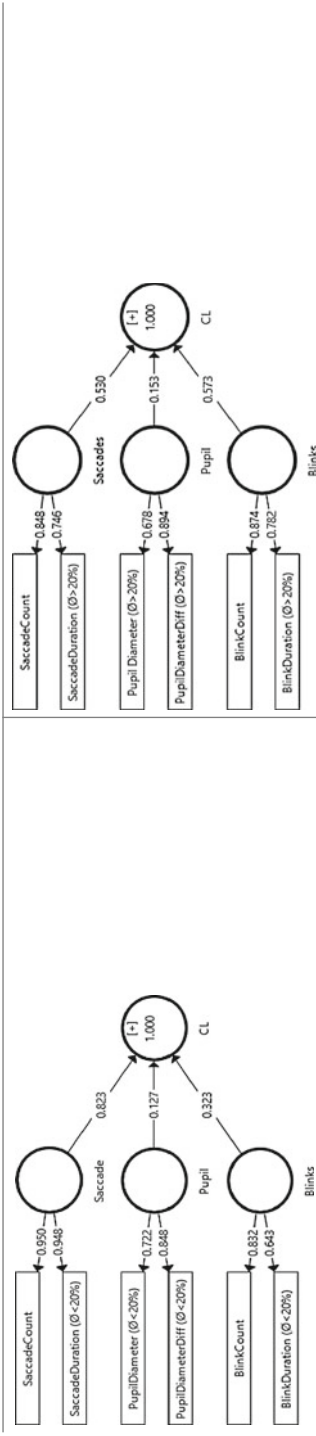 SaccadeCount
0.950
0.948
SaccadeDuration (Ø<20%)
Saccade
0.823
PupilDiameter (Ø<20%)
0.722
0.848
PupilDiameterDiff (Ø<20%)
Pupil
0.127
[+]
1.000
CL
BlinkCount
0.832
0.643
BlinkDuration (Ø<20%)
Blinks
0.323
SaccadeCount
0.848
0.746
SaccadeDuration (Ø>20%)
Saccades
0.530
Pupil Diameter (Ø>20%)
0.678
0.894
PupilDiameterDiff (Ø>20%)
Pupil
0.153
[+]
1.000
CL
BlinkCount
0.874
0.782
BlinkDuration (Ø>20%)
Blinks
0.573